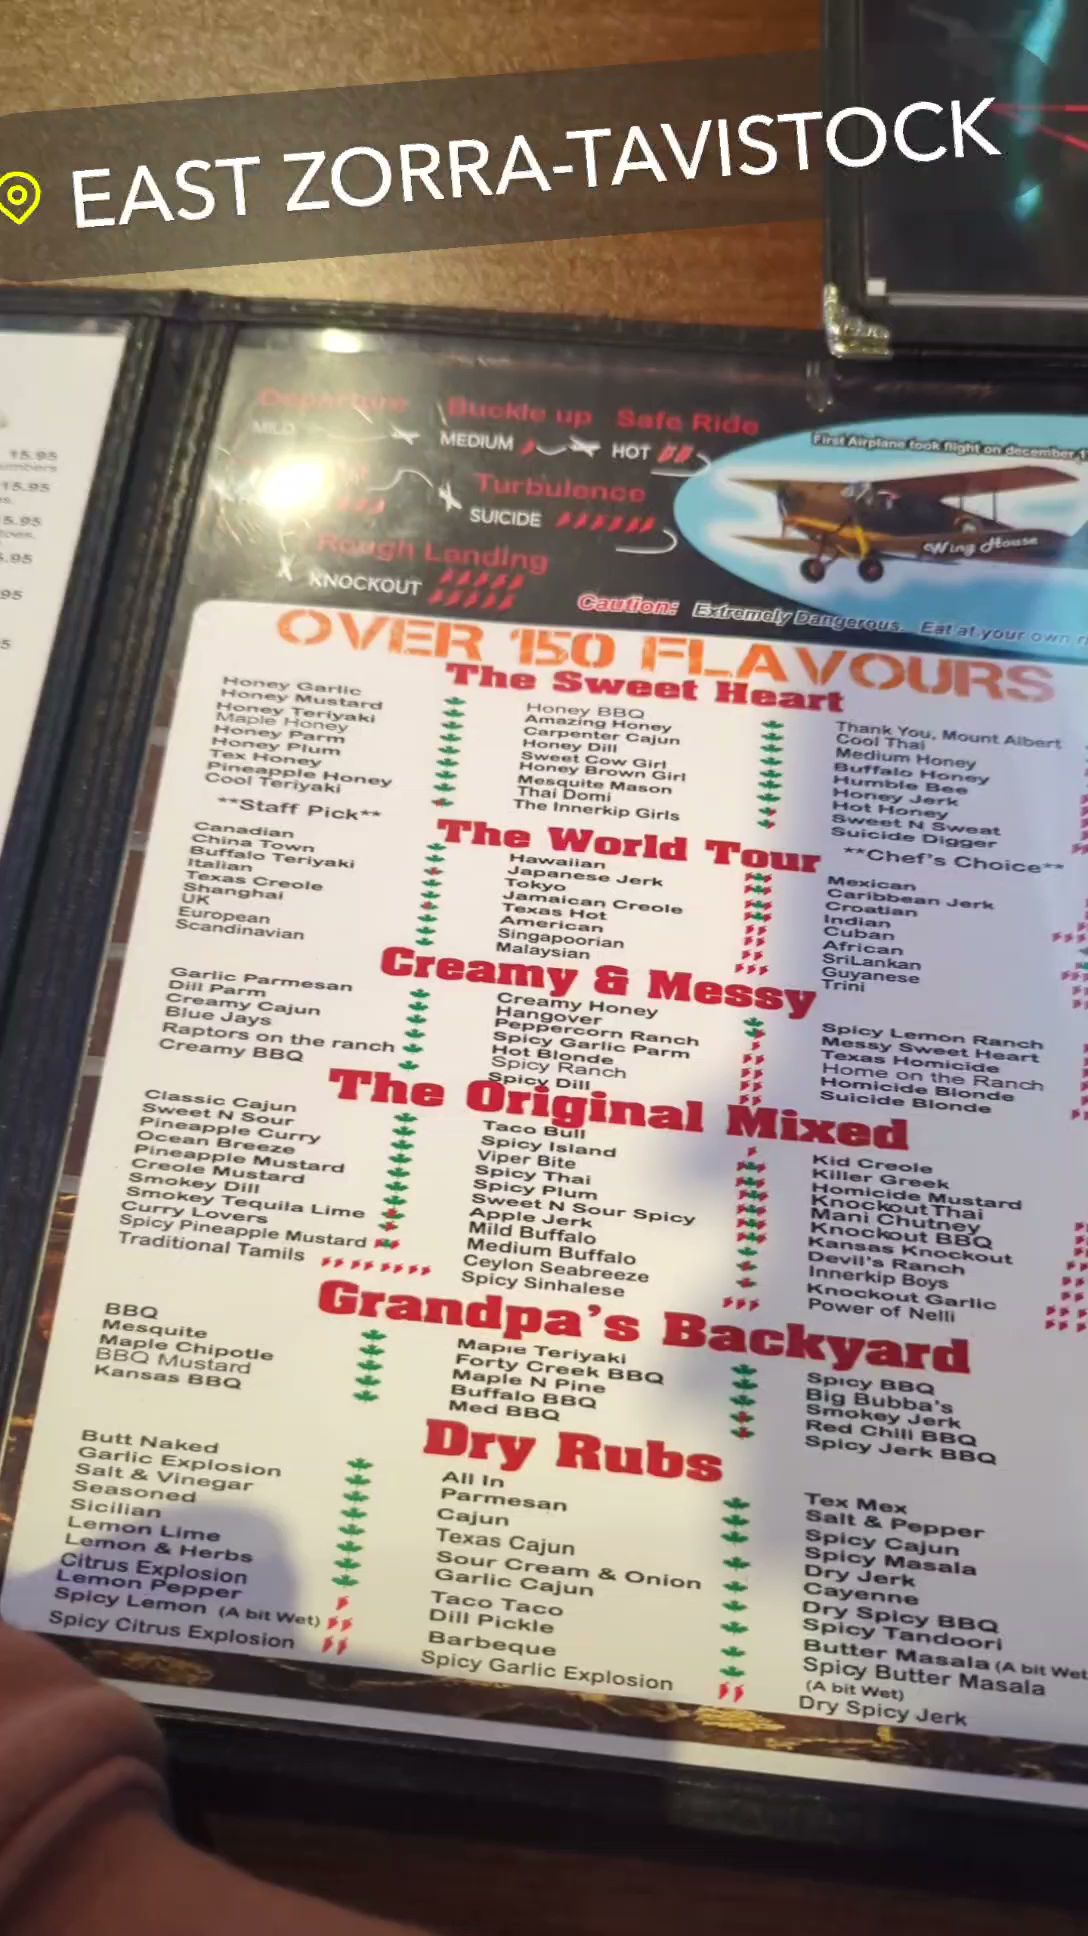 EAST ZORRA-TAVISTOCK
15.95
15.95
Departure Buckle up Safe Ride
MILD MEDIUM HOT
Turbulence
SUICIDE
Rough Landing
KNOCKOUT
First Airplane took flight on december
Wing House
Caution: Extremely Dangerous. Eat at your own
OVER 150 FLAVOURS
The Sweet Heart
Honey Garlic
Honey Mustard
Honey Teriyaki
Maple Honey
Honey Parm
Honey Plum
Tex Honey
Pineapple Honey
Cool Teriyaki
**Staff Pick**
Honey BBQ
Amazing Honey
Carpenter Cajun
Honey Dill
Sweet Cow Girl
Honey Brown Girl
Mesquite Mason
Thai Domi
The Innerkip Girls
Thank You, Mount Albert
Cool Thai
Medium Honey
Buffalo Honey
Humble Bee
Honey Jerk
Hot Honey
Sweet N Sweat
Suicide Digger
**Chef's Choice**
The World Tour
Canadian
China Town
Buffalo Teriyaki
Italian
Texas Creole
Shanghai
UK
European
Scandinavian
Hawaiian
Japanese Jerk
Tokyo
Jamaican Creole
Texas Hot
American
Singapoorian
Malaysian
Mexican
Caribbean Jerk
Croatian
Indian
Cuban
African
SriLankan
Guyanese
Trini
Creamy & Messy
Garlic Parmesan
Dill Parm
Creamy Cajun
Blue Jays
Raptors on the ranch
Creamy BBQ
Creamy Honey
Hangover
Peppercorn Ranch
Spicy Garlic Parm
Hot Blonde
Spicy Ranch
Spicy Dill
Spicy Lemon Ranch
Messy Sweet Heart
Texas Homicide
Home on the Ranch
Homicide Blonde
Suicide Blonde
The Original Mixed
Classic Cajun
Sweet N Sour
Pineapple Curry
Ocean Breeze
Pineapple Mustard
Creole Mustard
Smokey Dill
Smokey Tequila Lime
Curry Lovers
Spicy Pineapple Mustard
Traditional Tamils
Taco Bull
Spicy Island
Viper Bite
Spicy Thai
Spicy Plum
Sweet N Sour Spicy
Apple Jerk
Mild Buffalo
Medium Buffalo
Ceylon Seabreeze
Spicy Sinhalese
Kid Creole
Killer Greek
Homicide Mustard
Knockout Thai
Mani Chutney
Knockout BBQ
Kansas Knockout
Devil's Ranch
Innerkip Boys
Knockout Garlic
Power of Nelli
Grandpa's Backyard
BBQ
Mesquite
Maple Chipotle
BBQ Mustard
Kansas BBQ
Maple Teriyaki
Forty Creek BBQ
Maple N Pine
Buffalo BBQ
Med BBQ
Spicy BBQ
Big Bubba's
Smokey Jerk
Red Chili BBQ
Spicy Jerk BBQ
Dry Rubs
Butt Naked
Garlic Explosion
Salt & Vinegar
Seasoned
Sicilian
Lemon Lime
Lemon & Herbs
Citrus Explosion
Lemon Pepper
Spicy Lemon (A bit Wet)
Spicy Citrus Explosion
All In
Parmesan
Cajun
Texas Cajun
Sour Cream & Onion
Garlic Cajun
Taco Taco
Dill Pickle
Barbeque
Spicy Garlic Explosion
Tex Mex
Salt & Pepper
Spicy Cajun
Spicy Masala
Dry Jerk
Cayenne
Dry Spicy BBQ
Spicy Tandoori
Butter Masala (A bit Wet
Spicy Butter Masala
(A bit Wet)
Dry Spicy Jerk